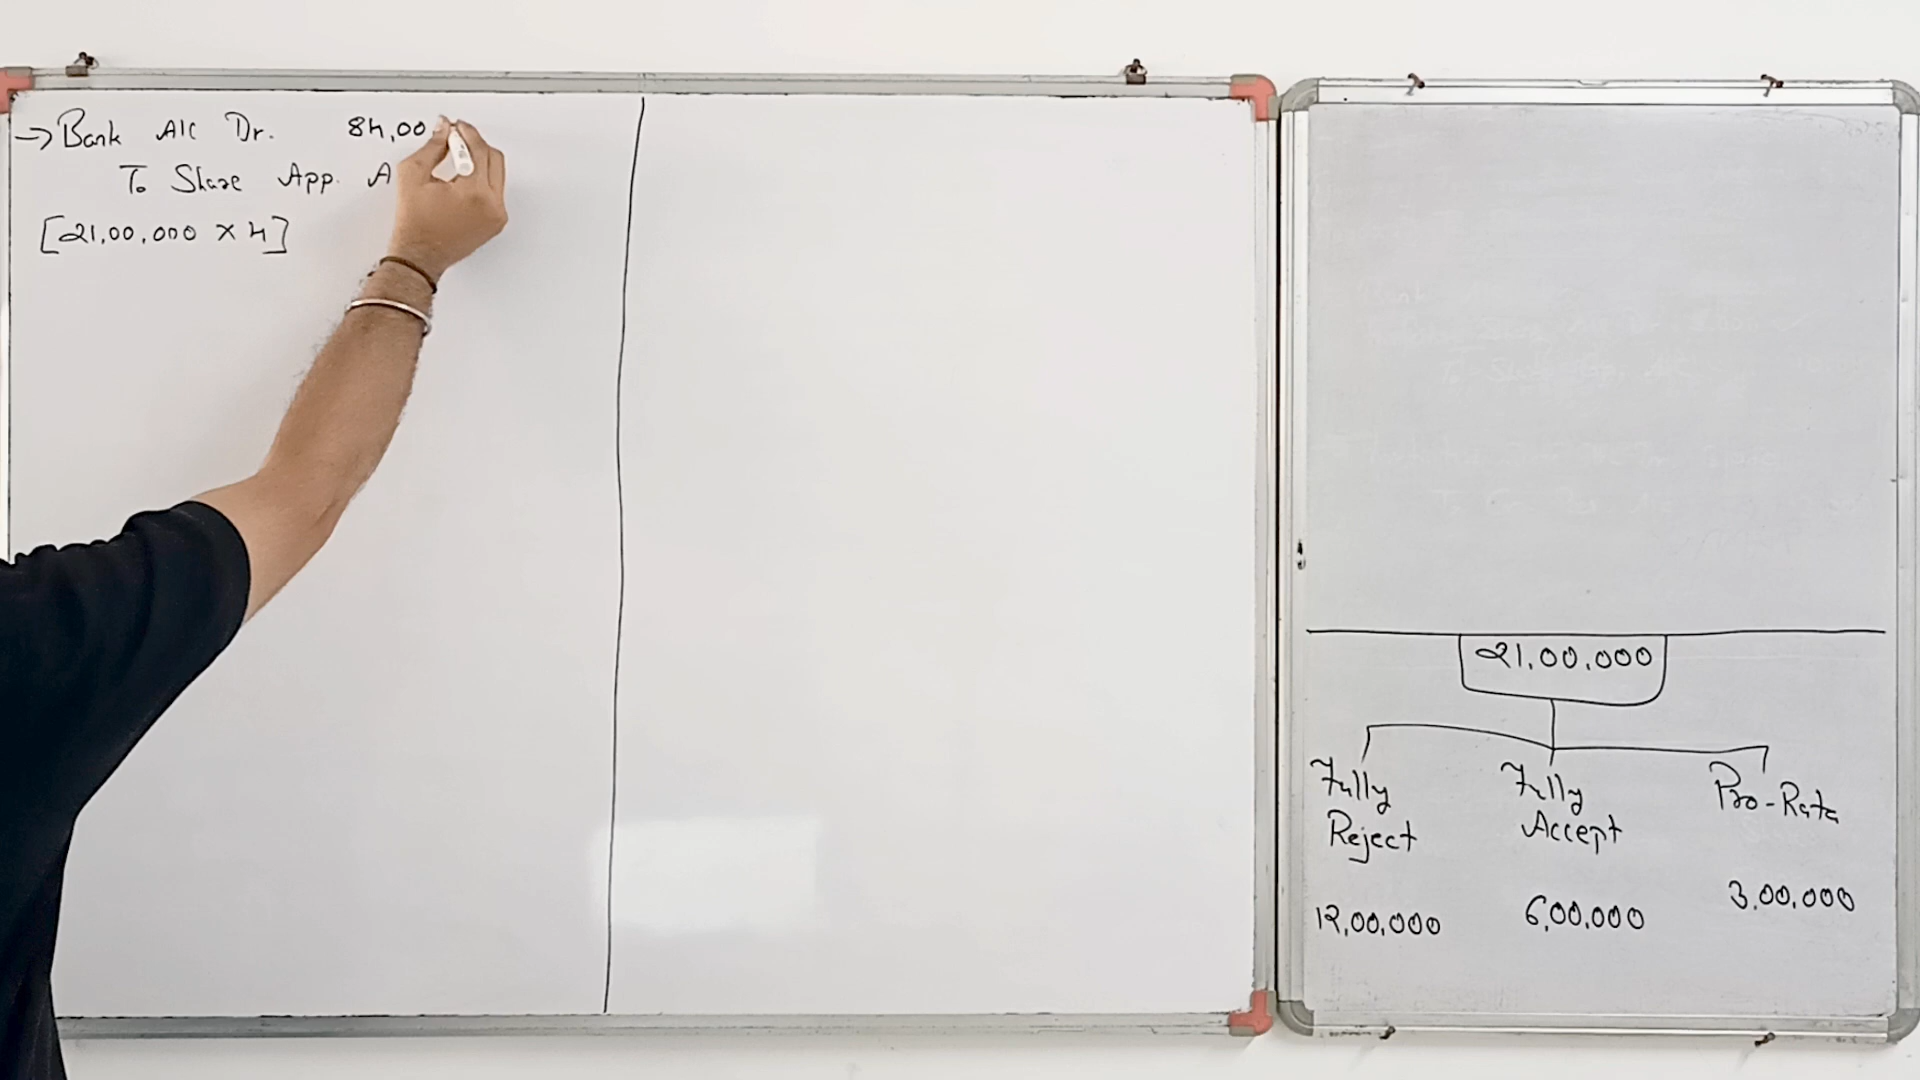 → Bank A/c Dr. 84,00
To Share App. A
[21,00,000 × 4]
21,00,000
Fully Reject
Fully Accept
Pro-Rata
12,00,000
6,00,000
3,00,000